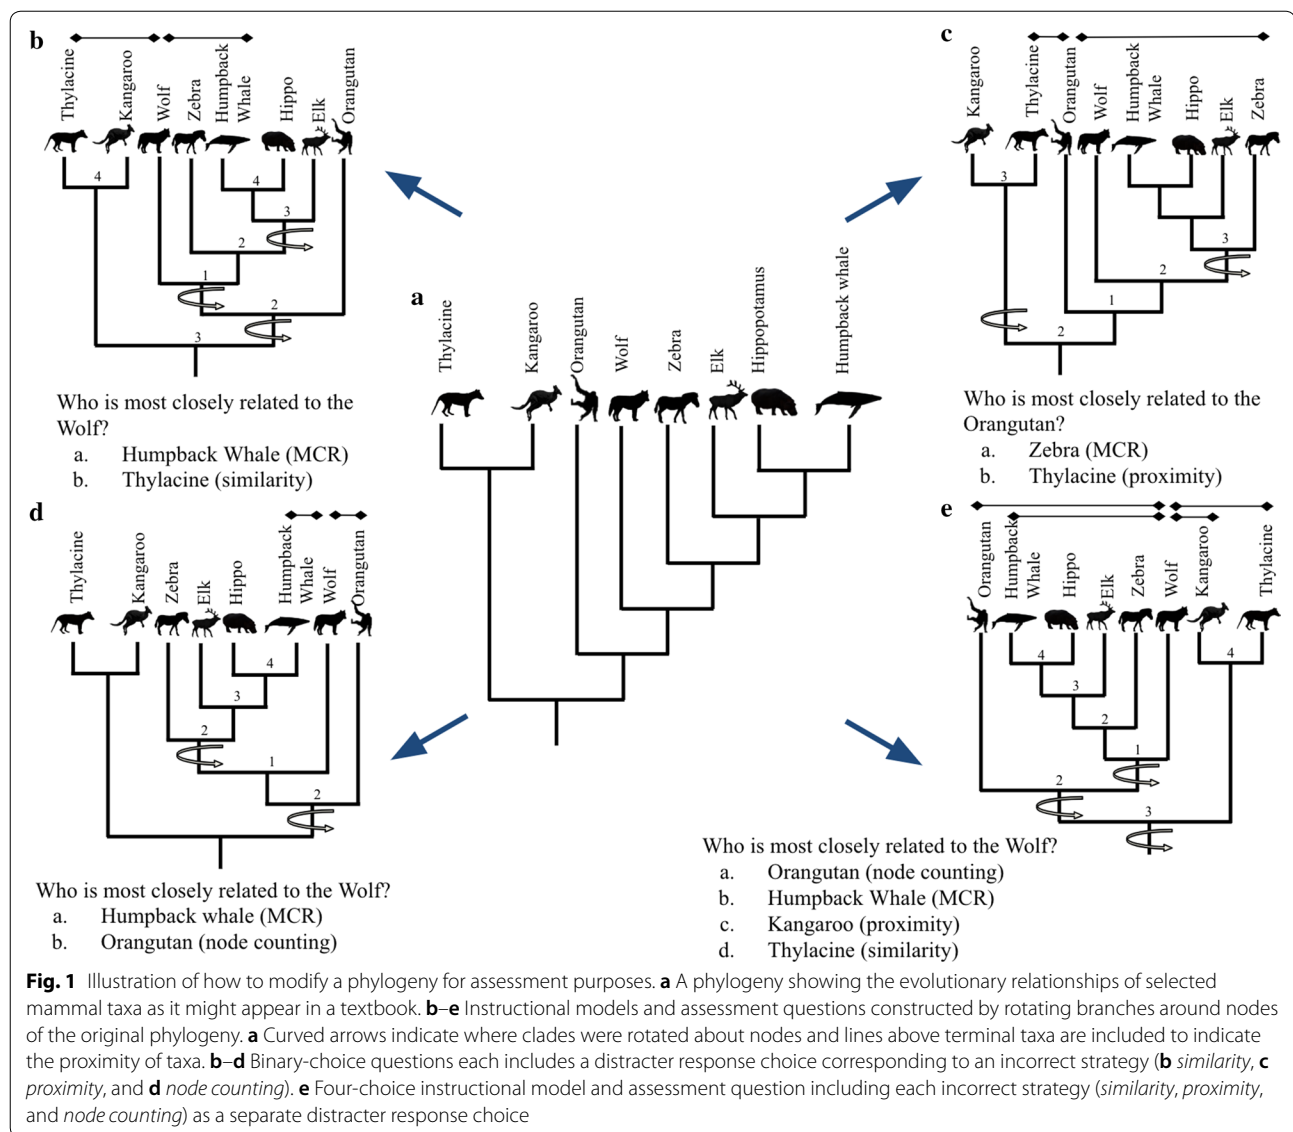 b
Thylacine
Kangaroo
Wolf
Zebra
Humpback
Whale
Hippo
Elk
Orangutan
4
4
3
2
1
2
3
Who is most closely related to the
Wolf?
a. Humpback Whale (MCR)
b. Thylacine (similarity)
c
Kangaroo
Thylacine
Orangutan
Wolf
Humpback
Whale
Hippo
Elk
Zebra
3
3
2
1
2
Who is most closely related to the
Orangutan?
a. Zebra (MCR)
b. Thylacine (proximity)
a
Thylacine
Kangaroo
Orangutan
Wolf
Zebra
Elk
Hippopotamus
Humpback whale
d
Thylacine
Kangaroo
Zebra
Elk
Hippo
Humpback
Whale
Wolf
Orangutan
4
3
2
1
2
Who is most closely related to the Wolf?
a. Humpback whale (MCR)
b. Orangutan (node counting)
e
Orangutan
Humpback
Whale
Hippo
Elk
Zebra
Wolf
Kangaroo
Thylacine
4
4
3
2
1
2
3
Who is most closely related to the Wolf?
a. Orangutan (node counting)
b. Humpback Whale (MCR)
c. Kangaroo (proximity)
d. Thylacine (similarity)
Fig. 1 Illustration of how to modify a phylogeny for assessment purposes. a A phylogeny showing the evolutionary relationships of selected
mammal taxa as it might appear in a textbook. b–e Instructional models and assessment questions constructed by rotating branches around nodes
of the original phylogeny. a Curved arrows indicate where clades were rotated about nodes and lines above terminal taxa are included to indicate
the proximity of taxa. b–d Binary-choice questions each includes a distracter response choice corresponding to an incorrect strategy (b similarity, c
proximity, and d node counting). e Four-choice instructional model and assessment question including each incorrect strategy (similarity, proximity,
and node counting) as a separate distracter response choice